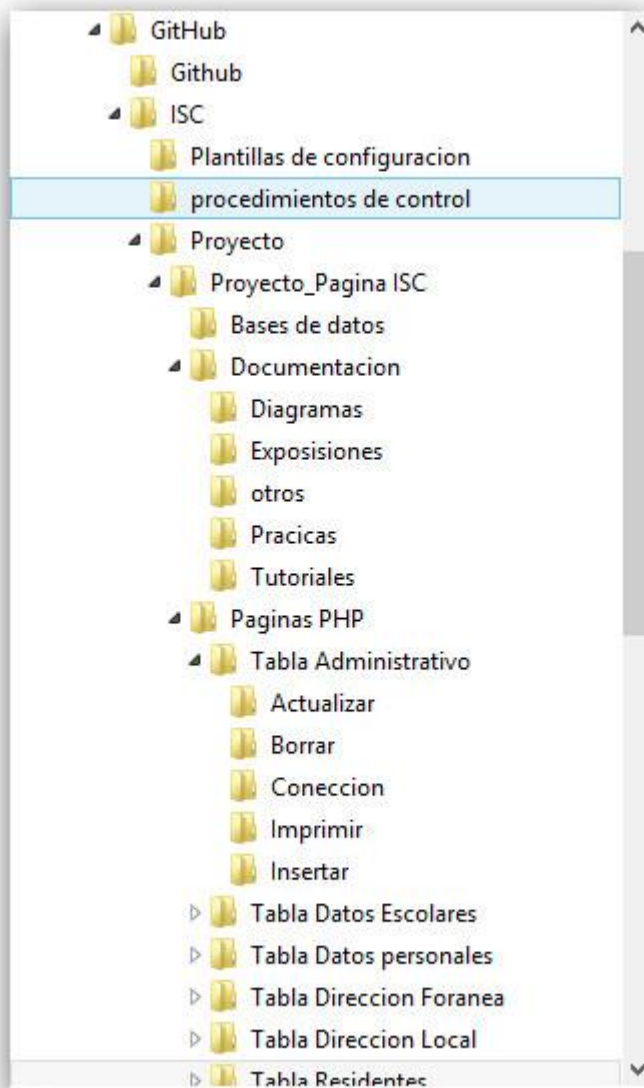 GitHub
Github
ISC
Plantillas de configuracion
procedimientos de control
Proyecto
Proyecto_Pagina ISC
Bases de datos
Documentacion
Diagramas
Exposisiones
otros
Pracicas
Tutoriales
Paginas PHP
Tabla Administrativo
Actualizar
Borrar
Coneccion
Imprimir
Insertar
Tabla Datos Escolares
Tabla Datos personales
Tabla Direccion Foranea
Tabla Direccion Local
Tabla Residentes